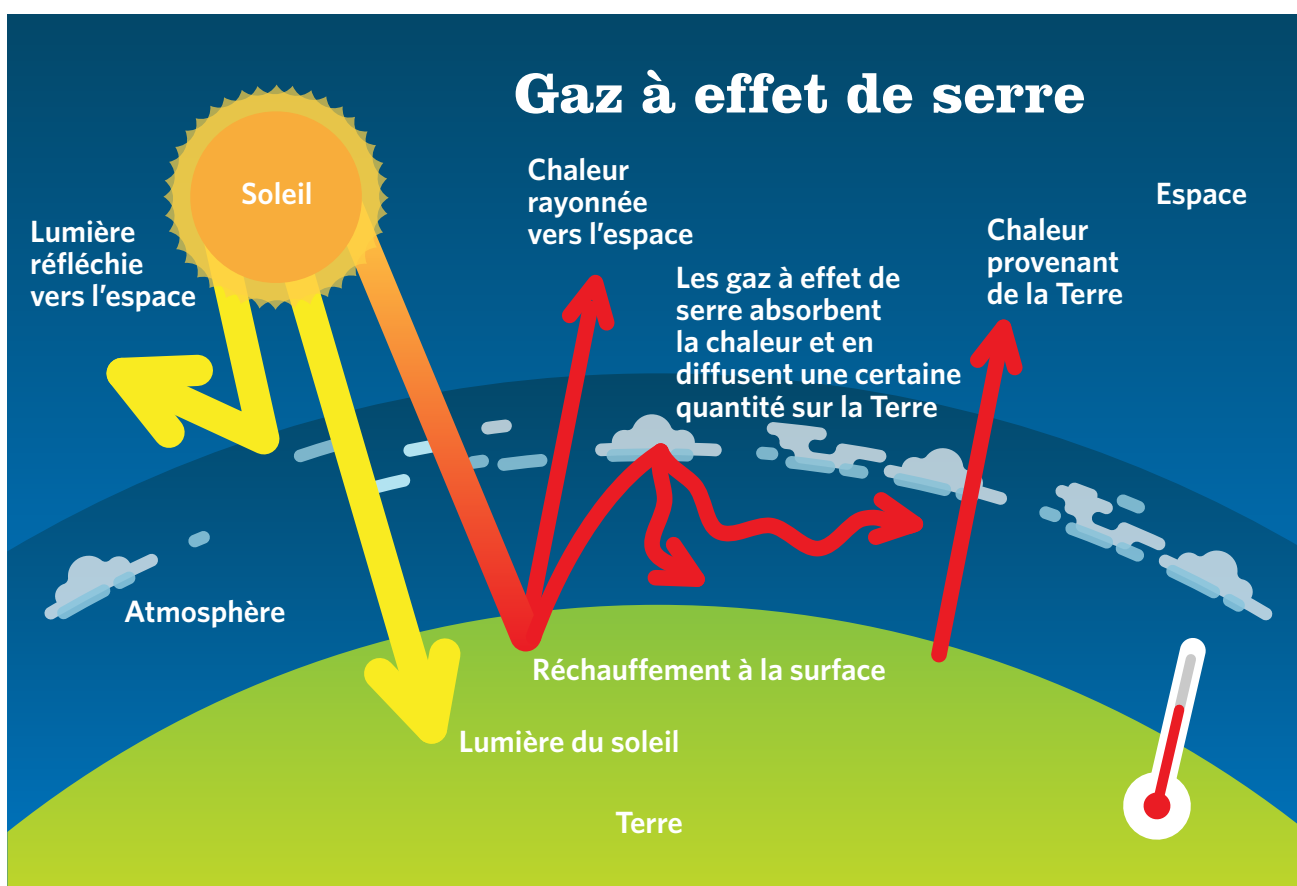 Gaz à effet de serre
Soleil
Lumière
réfléchie
vers l'espace
Chaleur
rayonnée
vers l'espace
Les gaz à effet de
serre absorbent
la chaleur et en
diffusent une certaine
quantité sur la Terre
Espace
Chaleur
provenant
de la Terre
Atmosphère
Réchauffement à la surface
Lumière du soleil
Terre